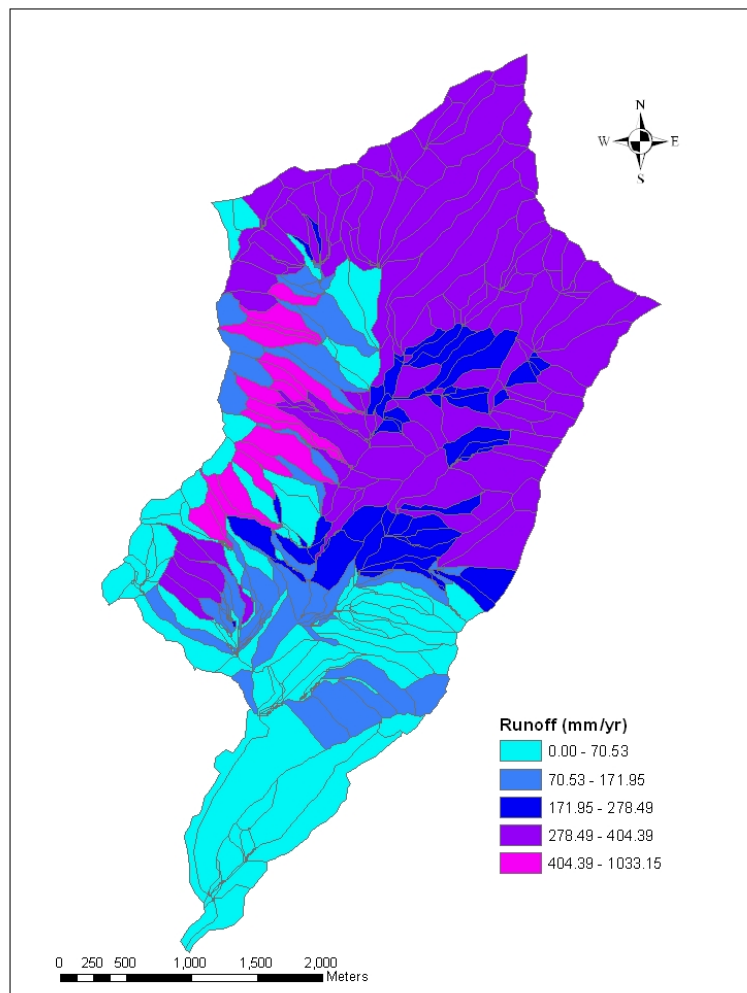 N
W E
S
Runoff (mm/yr)
0.00 - 70.53
70.53 - 171.95
171.95 - 278.49
278.49 - 404.39
404.39 - 1033.15
0 250 500 1,000 1,500 2,000
Meters